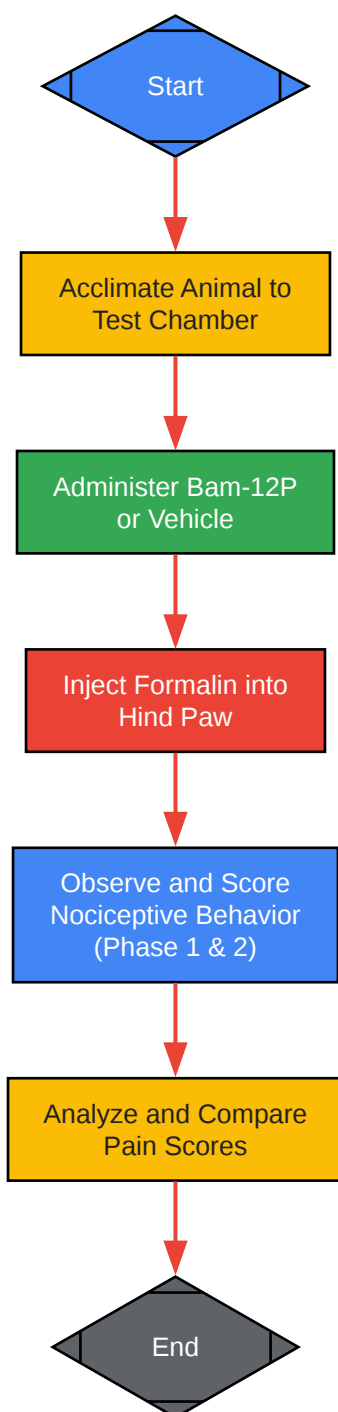 Start
Acclimate Animal to
Test Chamber
Administer Bam-12P
or Vehicle
Inject Formalin into
Hind Paw
Observe and Score
Nociceptive Behavior
(Phase 1 & 2)
Analyze and Compare
Pain Scores
End